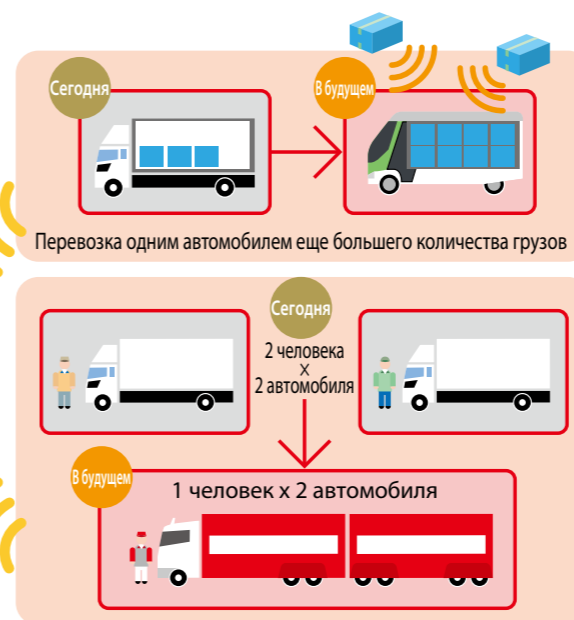 Сегодня
В будущем
Перевозка одним автомобилем еще большего количества грузов
Сегодня
2 человека
x
2 автомобиля
В будущем
1 человек x 2 автомобиля